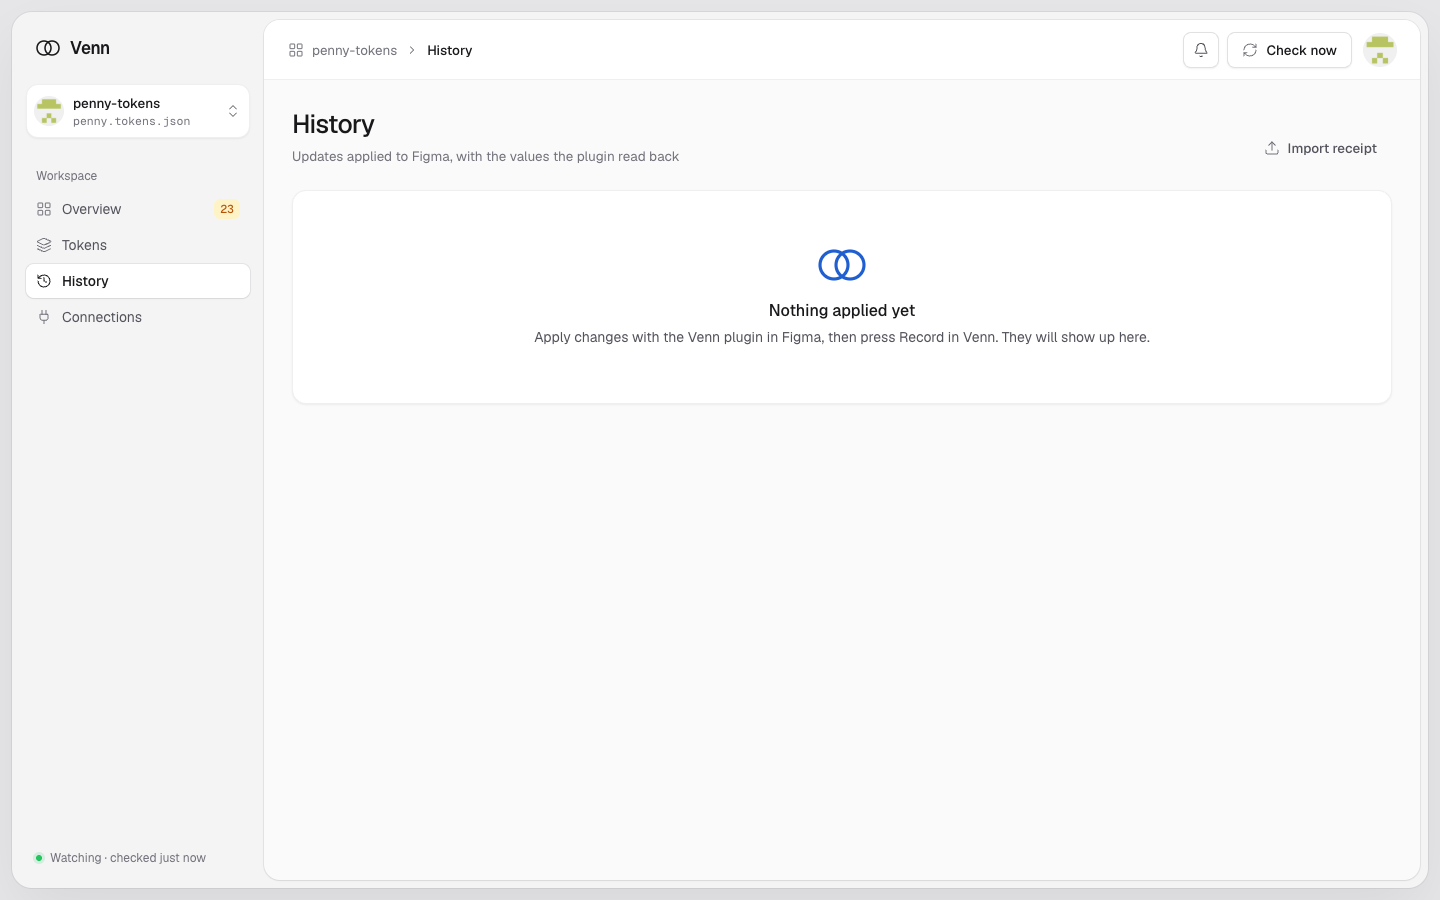 Venn
penny-tokens
penny.tokens.json
Workspace
Overview 23
Tokens
History
Connections
Watching · checked just now
penny-tokens > History
Check now
History
Updates applied to Figma, with the values the plugin read back
Import receipt
Nothing applied yet
Apply changes with the Venn plugin in Figma, then press Record in Venn. They will show up here.